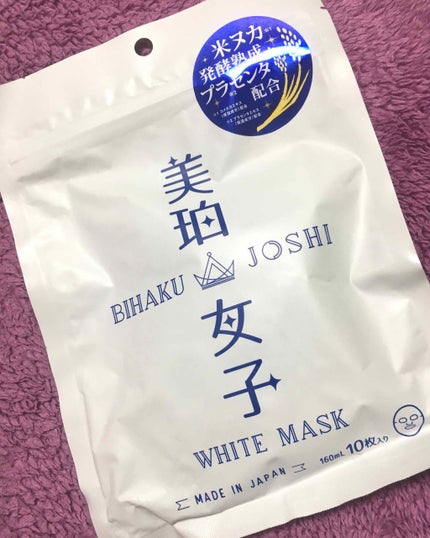 米ヌカ※1
発酵熟成
プラセンタ
配合
美
珀
BIHAKU JOSHI
女
子
WHITE MASK
160mL 10枚入り
MADE IN JAPAN